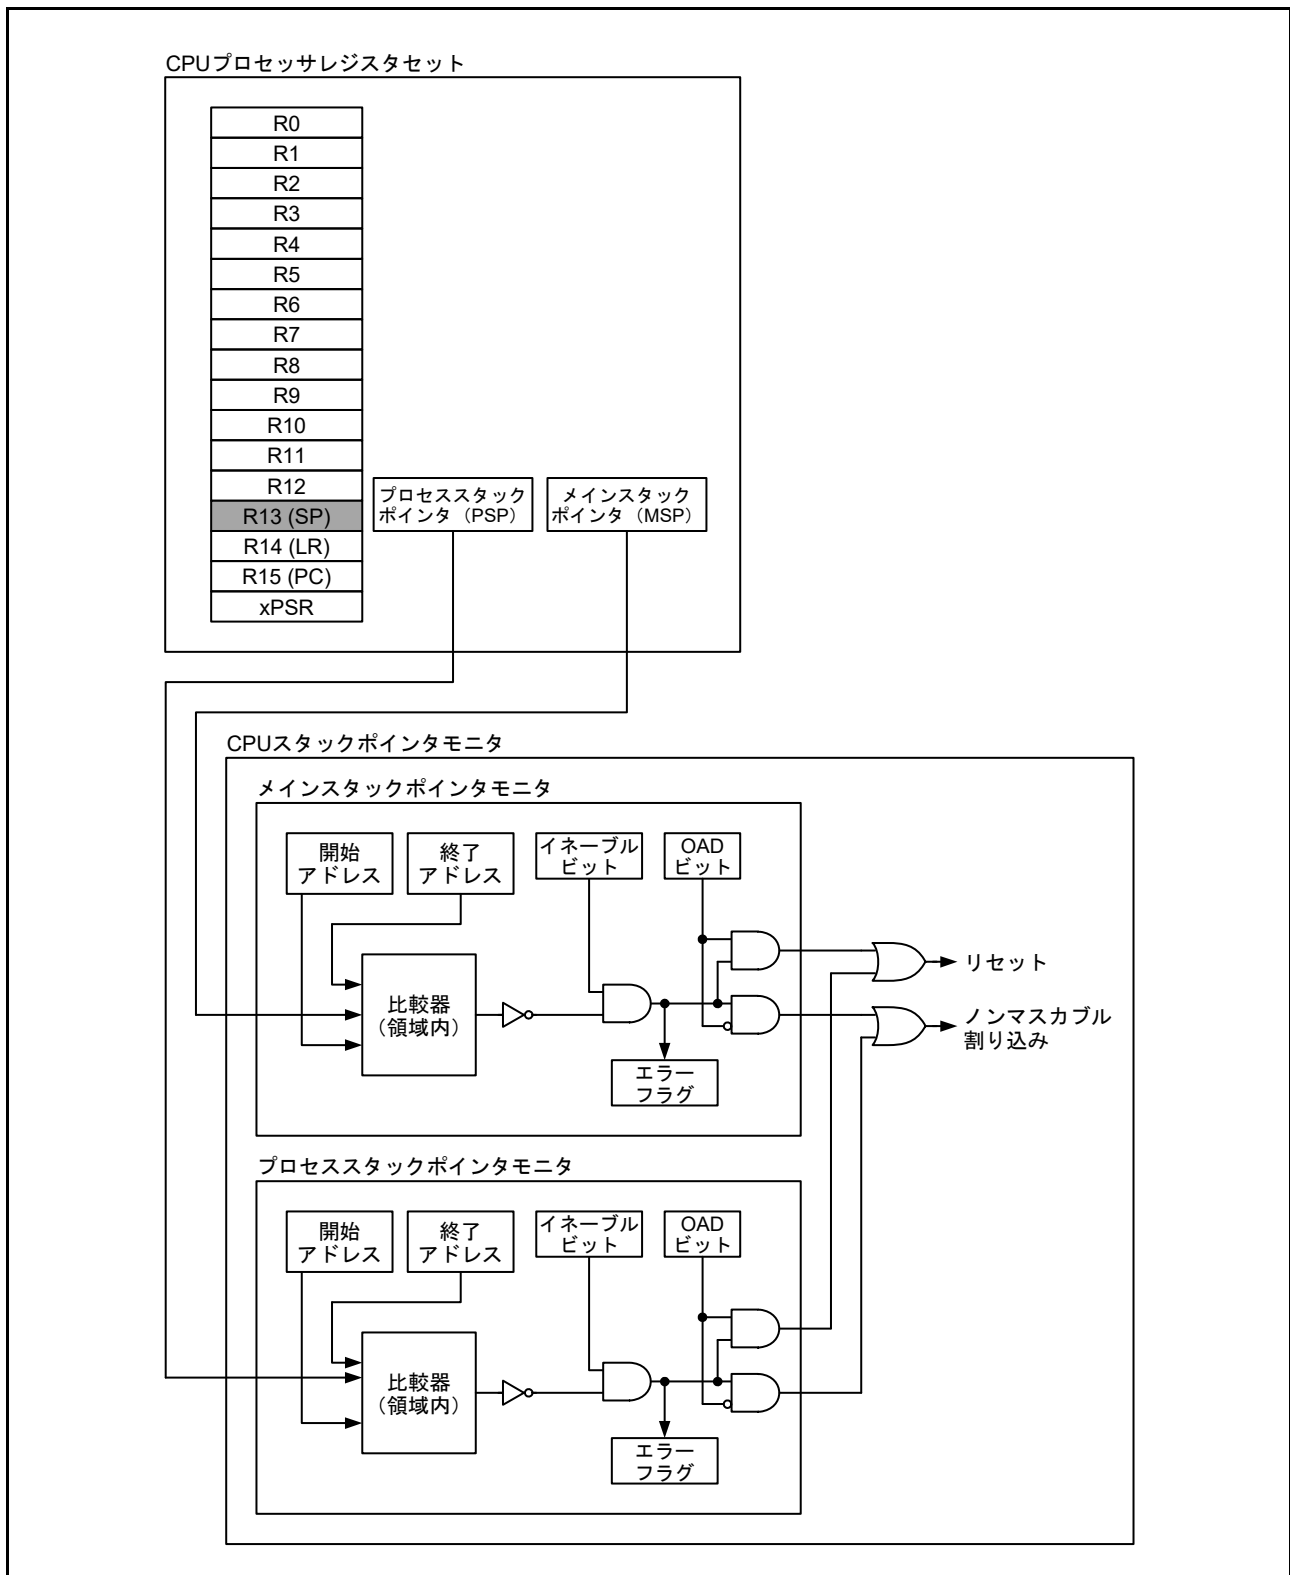 CPUプロセッサレジスタセット
R0
R1
R2
R3
R4
R5
R6
R7
R8
R9
R10
R11
R12
R13 (SP)
R14 (LR)
R15 (PC)
xPSR
プロセススタック
ポインタ（PSP）
メインスタック
ポインタ（MSP）
CPUスタックポインタモニタ
メインスタックポインタモニタ
開始
アドレス
終了
アドレス
イネーブル
ビット
OAD
ビット
比較器
（領域内）
エラー
フラグ
リセット
ノンマスカブル
割り込み
プロセススタックポインタモニタ
開始
アドレス
終了
アドレス
イネーブル
ビット
OAD
ビット
比較器
（領域内）
エラー
フラグ